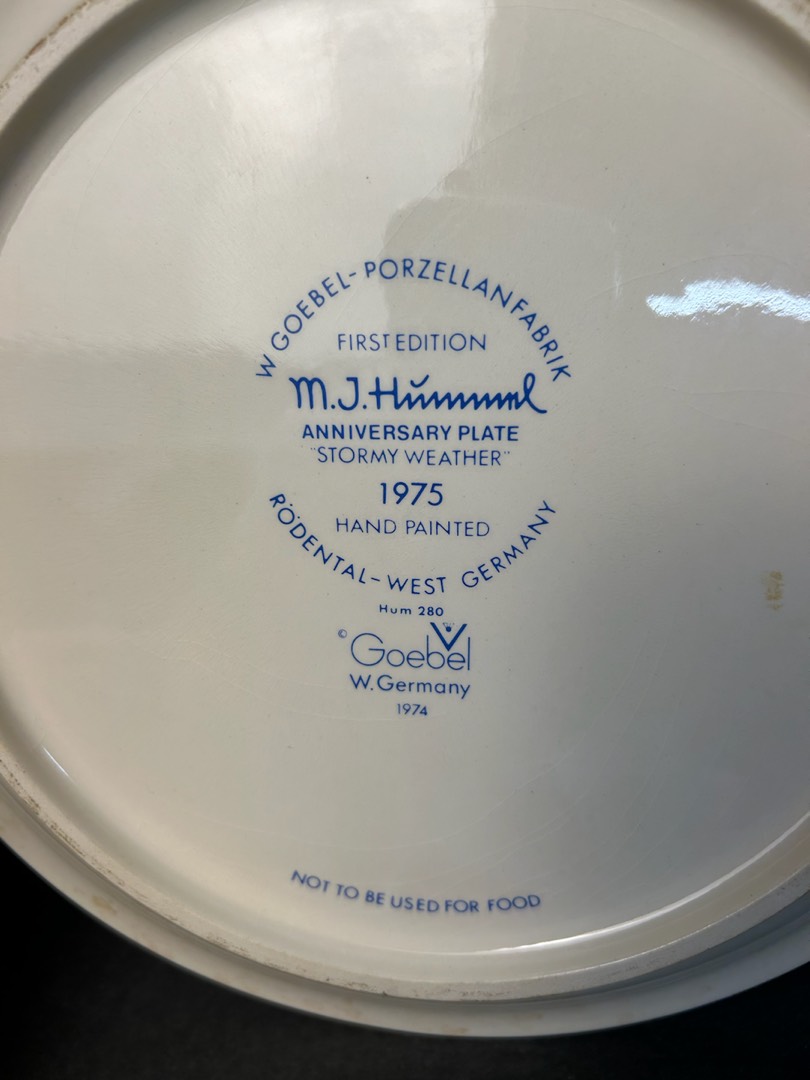 W GOEBEL-PORZELLANFABRIK
FIRST EDITION
M.J.Hummel
ANNIVERSARY PLATE
"STORMY WEATHER"
1975
HAND PAINTED
RÖDENTAL-WEST GERMANY
Hum 280
© Goebel
W.Germany
1974
NOT TO BE USED FOR FOOD